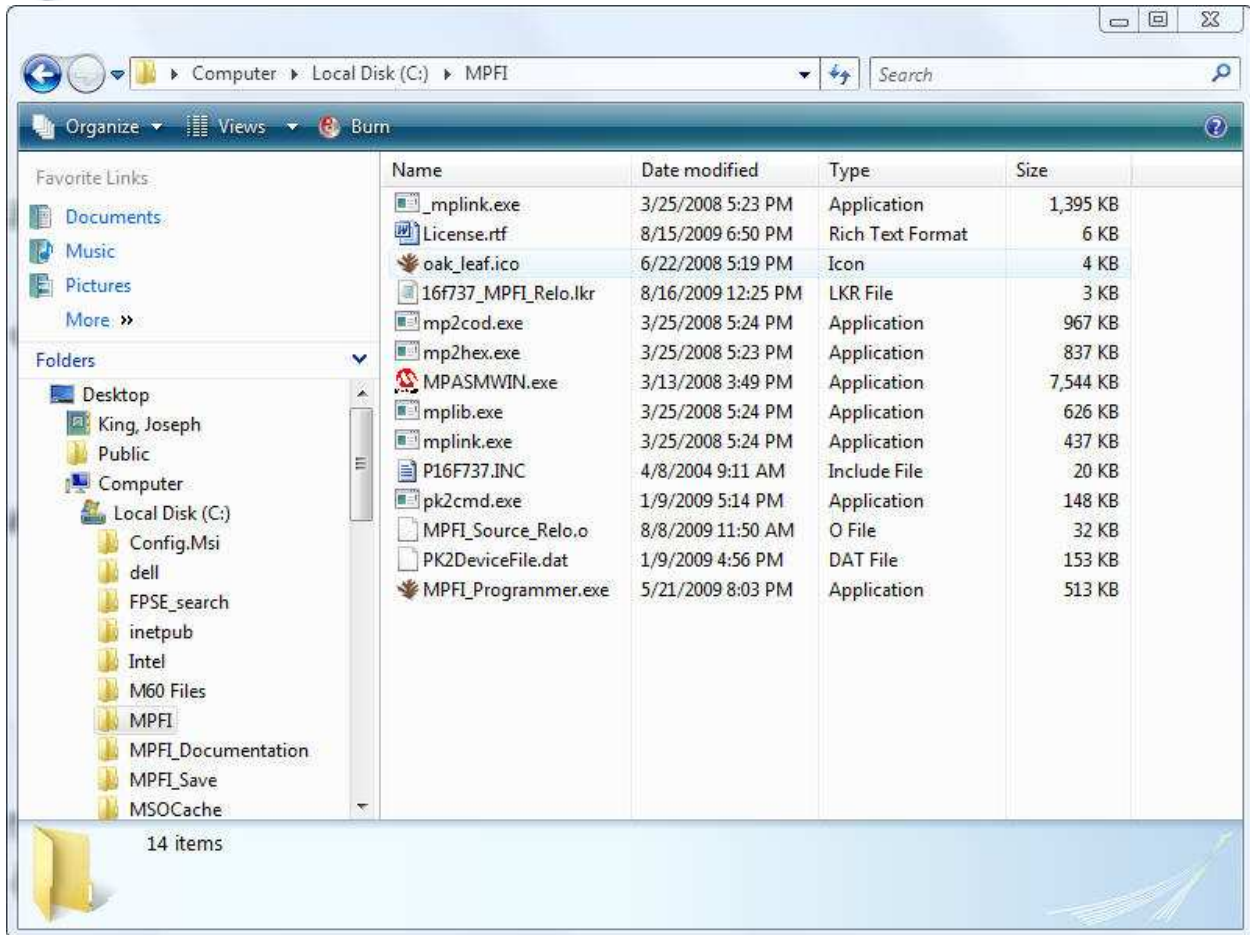 Computer Local Disk (C:) MPFI Search
Organize Views Burn
Favorite Links
Documents
Music
Pictures
More »
Folders
Desktop
King, Joseph
Public
Computer
Local Disk (C:)
Config.Msi
dell
FPSE_search
inetpub
Intel
M60 Files
MPFI
MPFI_Documentation
MPFI_Save
MSOCache
Name Date modified Type Size
_mplink.exe 3/25/2008 5:23 PM Application 1,395 KB
License.rtf 8/15/2009 6:50 PM Rich Text Format 6 KB
oak_leaf.ico 6/22/2008 5:19 PM Icon 4 KB
16f737_MPFI_Relo.lkr 8/16/2009 12:25 PM LKR File 3 KB
mp2cod.exe 3/25/2008 5:24 PM Application 967 KB
mp2hex.exe 3/25/2008 5:23 PM Application 837 KB
MPASMWIN.exe 3/13/2008 3:49 PM Application 7,544 KB
mplib.exe 3/25/2008 5:24 PM Application 626 KB
mplink.exe 3/25/2008 5:24 PM Application 437 KB
P16F737.INC 4/8/2004 9:11 AM Include File 20 KB
pk2cmd.exe 1/9/2009 5:14 PM Application 148 KB
MPFI_Source_Relo.o 8/8/2009 11:50 AM O File 32 KB
PK2DeviceFile.dat 1/9/2009 4:56 PM DAT File 153 KB
MPFI_Programmer.exe 5/21/2009 8:03 PM Application 513 KB
14 items